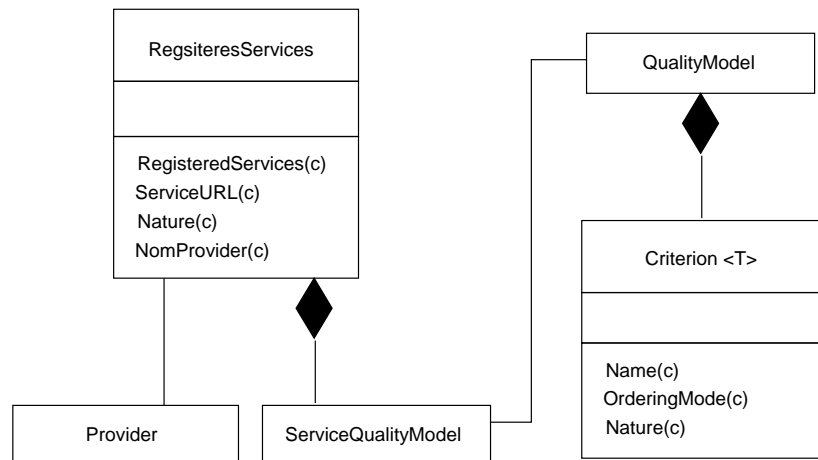 RegsiteresServices
RegisteredServices(c)
ServiceURL(c)
Nature(c)
NomProvider(c)
Provider
ServiceQualityModel
QualityModel
Criterion <T>
Name(c)
OrderingMode(c)
Nature(c)